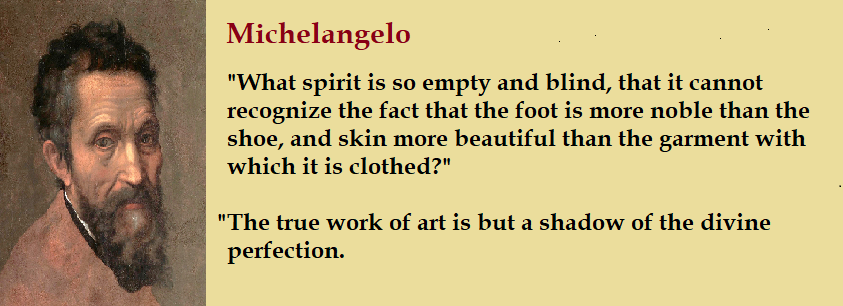 Michelangelo
"What spirit is so empty and blind, that it cannot
recognize the fact that the foot is more noble than the
shoe, and skin more beautiful than the garment with
which it is clothed?"
"The true work of art is but a shadow of the divine
perfection.